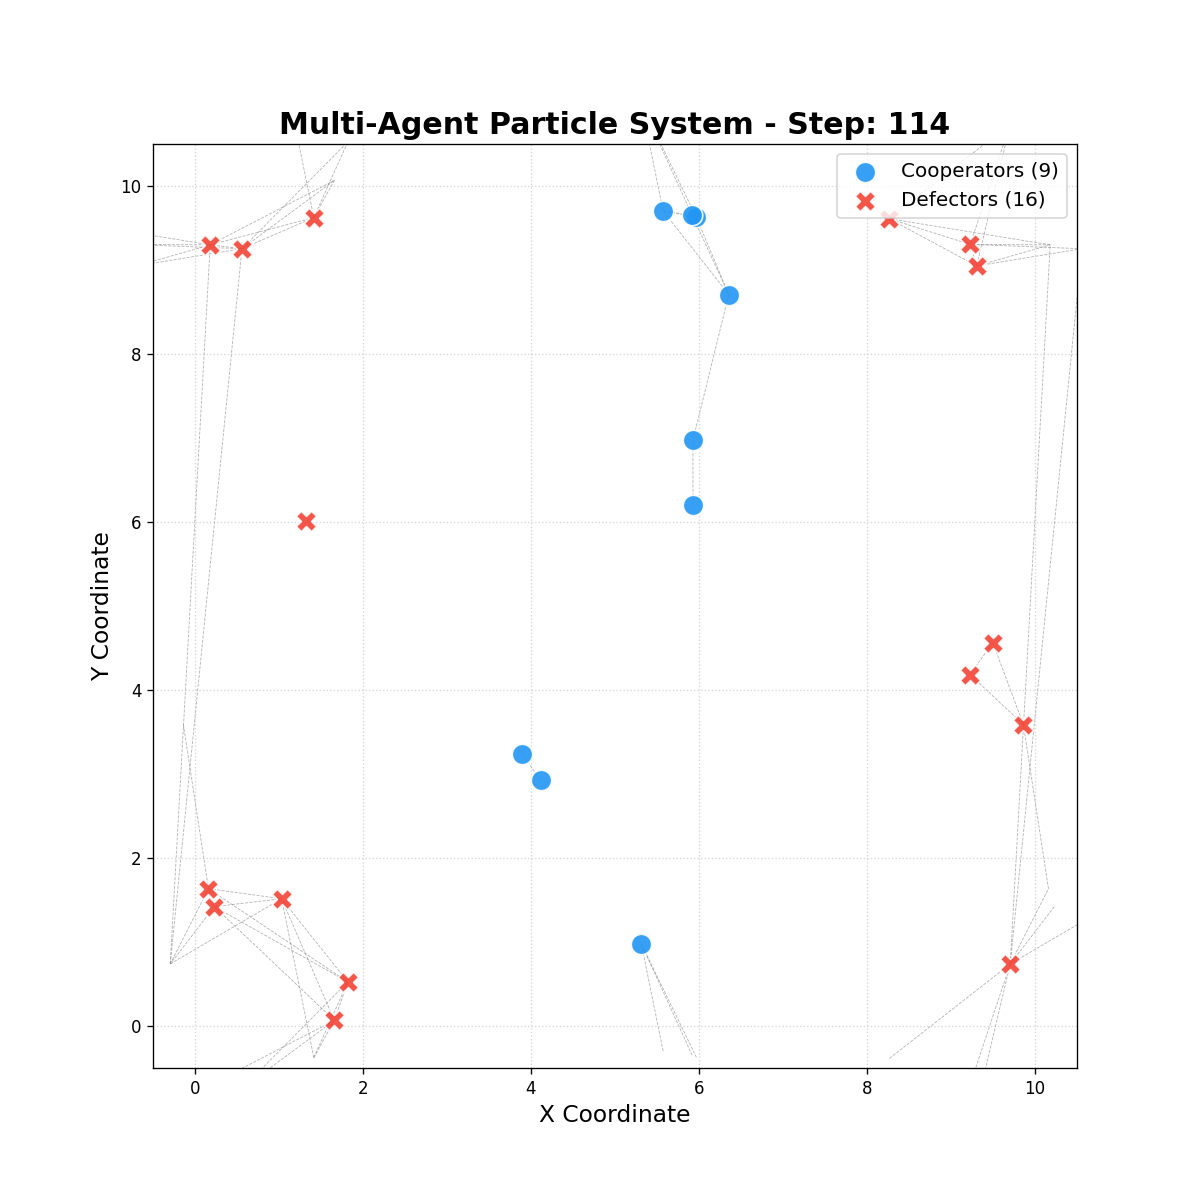 Multi-Agent Particle System - Step: 114
Cooperators (9)
Defectors (16)
10
8
6
4
2
0
Y Coordinate
0 2 4 6 8 10
X Coordinate